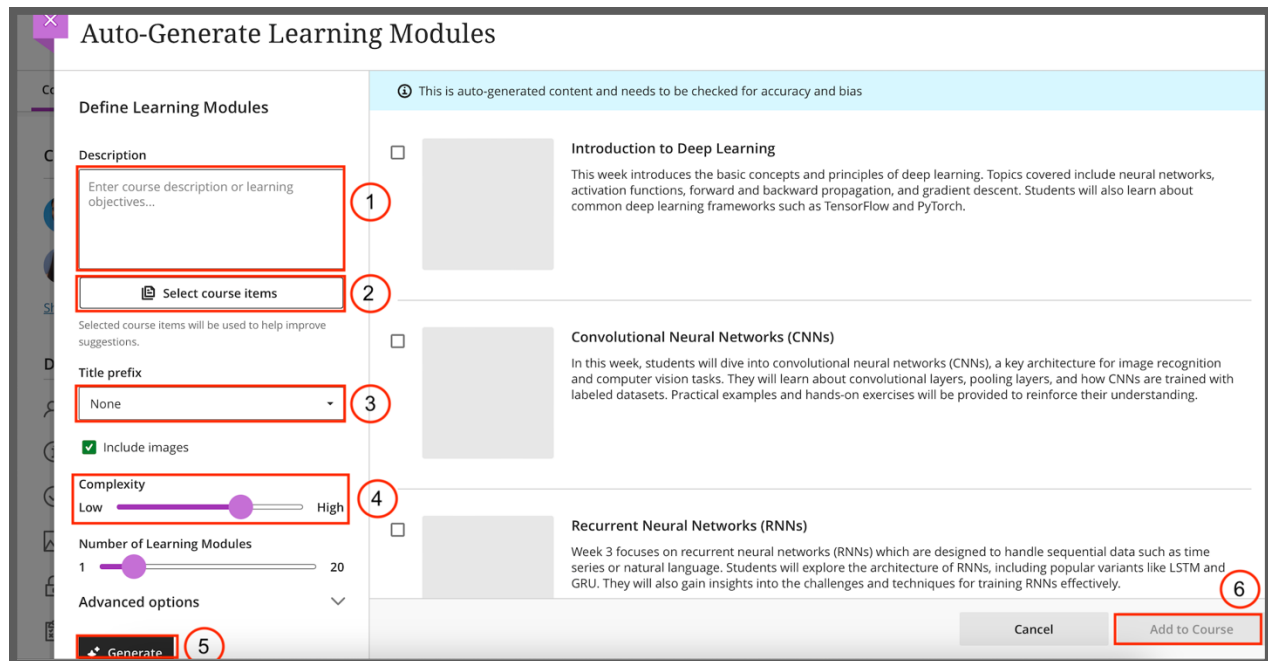 Auto-Generate Learning Modules
Define Learning Modules
Description
Enter course description or learning
objectives...
1
Select course items
2
Selected course items will be used to help improve
suggestions.
Title prefix
None
3
Include images
Complexity
Low
High
4
Number of Learning Modules
1
20
Advanced options
Generate
5
This is auto-generated content and needs to be checked for accuracy and bias
Introduction to Deep Learning
This week introduces the basic concepts and principles of deep learning. Topics covered include neural networks,
activation functions, forward and backward propagation, and gradient descent. Students will also learn about
common deep learning frameworks such as TensorFlow and PyTorch.
Convolutional Neural Networks (CNNs)
In this week, students will dive into convolutional neural networks (CNNs), a key architecture for image recognition
and computer vision tasks. They will learn about convolutional layers, pooling layers, and how CNNs are trained with
labeled datasets. Practical examples and hands-on exercises will be provided to reinforce their understanding.
Recurrent Neural Networks (RNNs)
Week 3 focuses on recurrent neural networks (RNNs) which are designed to handle sequential data such as time
series or natural language. Students will explore the architecture of RNNs, including popular variants like LSTM and
GRU. They will also gain insights into the challenges and techniques for training RNNs effectively.
6
Cancel
Add to Course